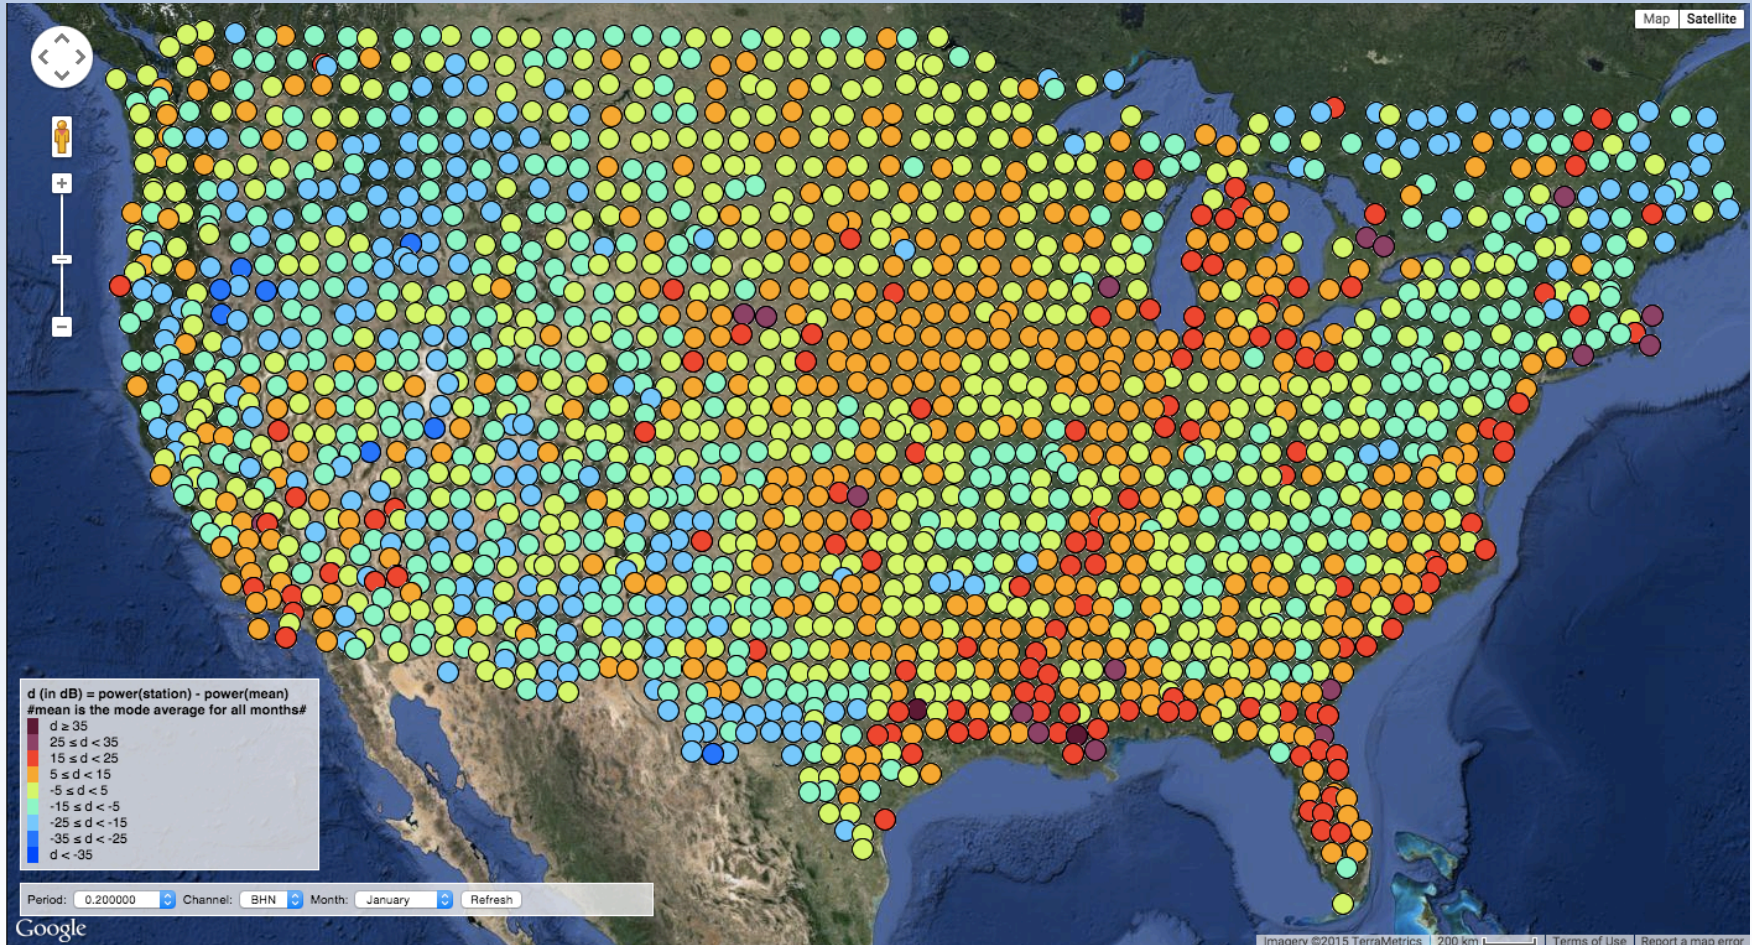 Map Satellite
d (in dB) = power(station) - power(mean)
#mean is the mode average for all months#
d ≥ 35
25 ≤ d < 35
15 ≤ d < 25
5 ≤ d < 15
-5 ≤ d < 5
-15 ≤ d < -5
-25 ≤ d < -15
-35 ≤ d < -25
d < -35
Period: 0.200000 Channel: BHN Month: January Refresh
Google
Imagery ©2015 TerraMetrics 200 km Terms of Use Report a map error